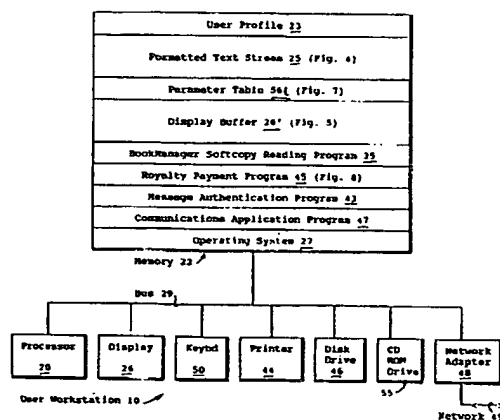 User Profile 23
Formatted Text Stream 25 (Fig. 4)
Parameter Table (Fig. 7)
Display Buffer 26' (Fig. 5)
BookManager Softcopy Reading Program 35
Royalty Payment Program 45 (Fig. 8)
Message Authentication Program 43
Communications Application Program 47
Operating System 27
Memory 22
Bus 29
Processor 20
Display 26
Keybd 50
Printer 44
Disk Drive 46
CD ROM Drive 55
Network Adapter 48
User Workstation 10
Network